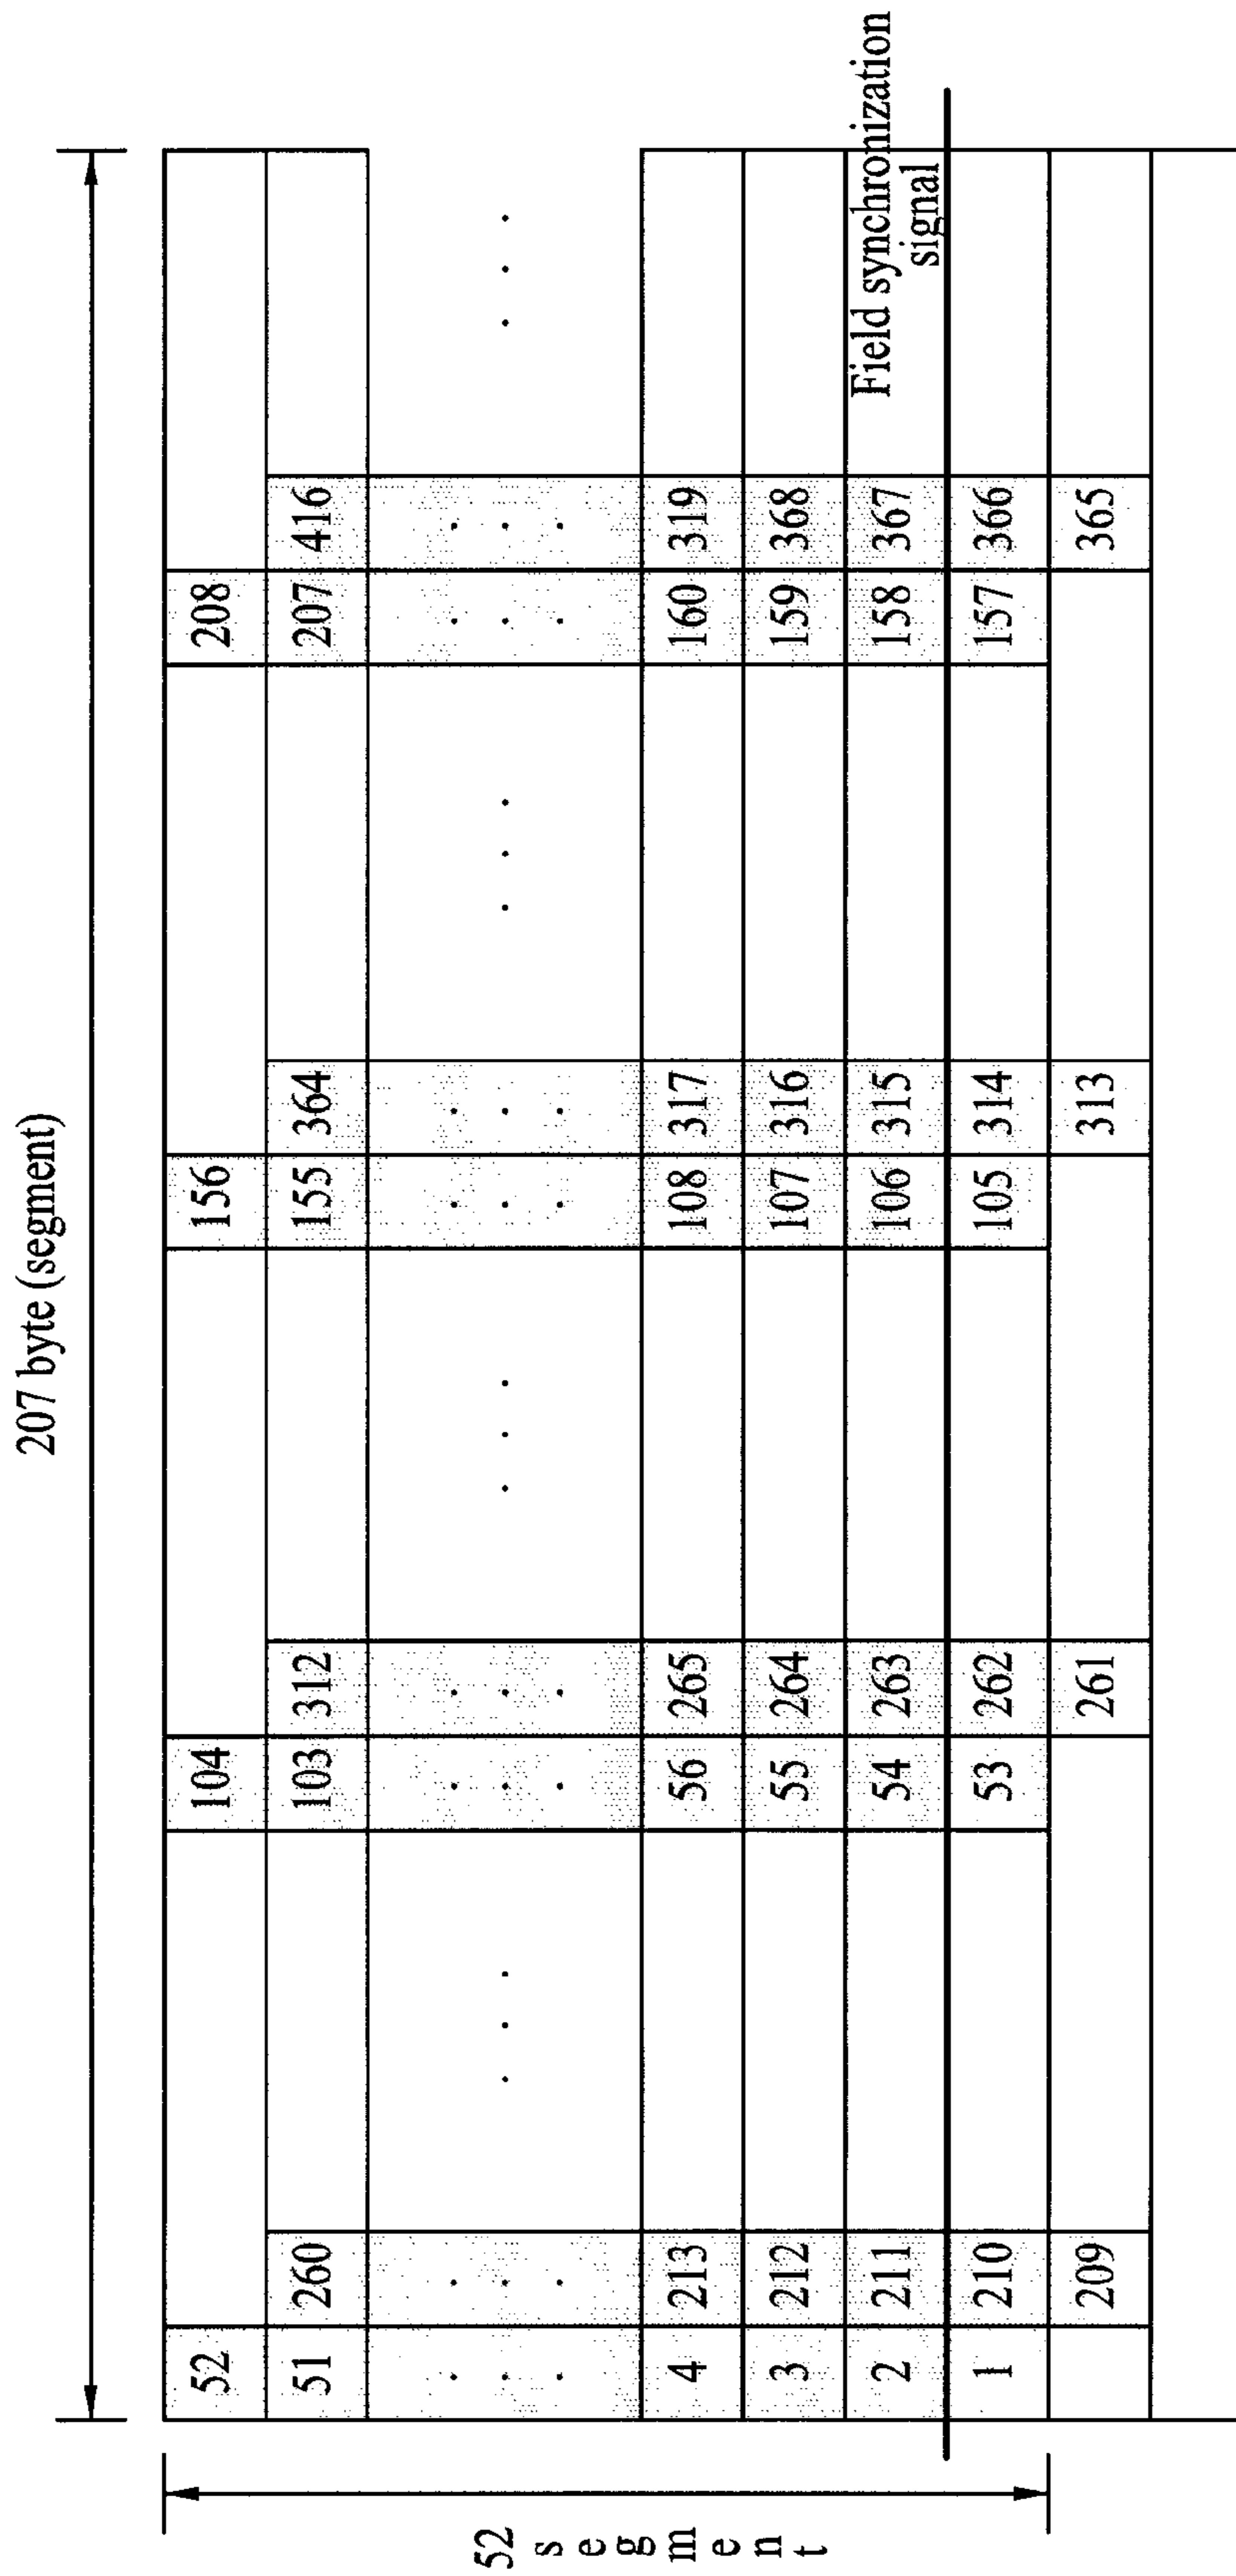 207 byte (segment)
52 104 156 208
51 260 103 312 155 364 207 416
4 213 56 265 108 317 160 319
3 212 55 264 107 316 159 368
2 211 54 263 106 315 158 367
Field synchronization
signal
1 210 53 262 105 314 157 366
209 261 313 365
52
segment